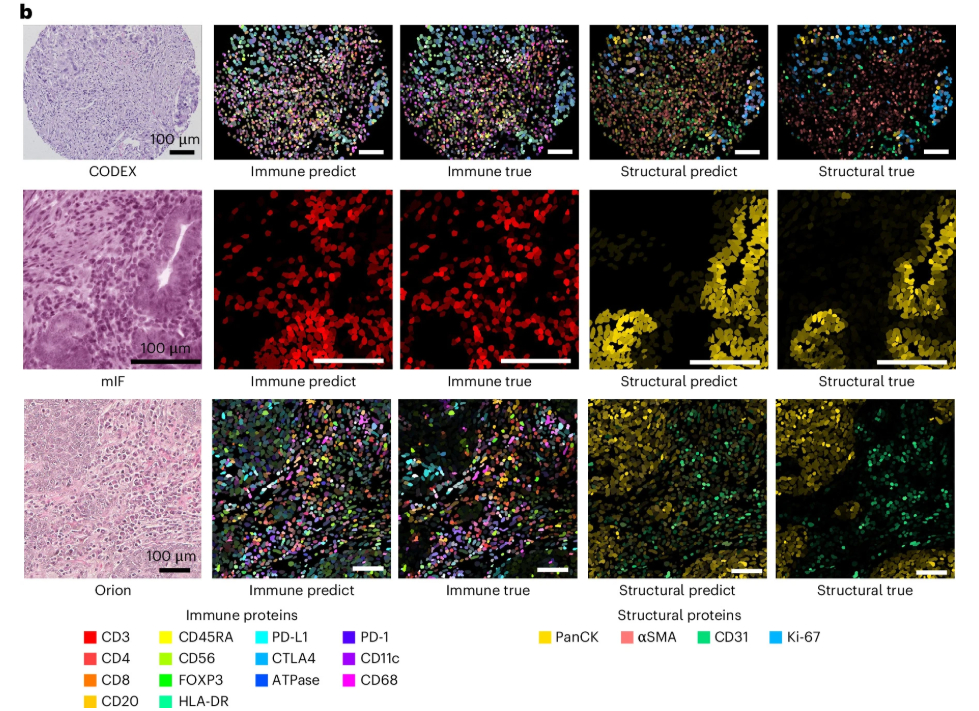 b
100 µm
CODEX Immune predict Immune true Structural predict Structural true
100 µm
mIF Immune predict Immune true Structural predict Structural true
100 µm
Orion Immune predict Immune true Structural predict Structural true
Immune proteins Structural proteins
CD3 CD45RA PD-L1 PD-1 PanCK αSMA CD31 Ki-67
CD4 CD56 CTLA4 CD11c
CD8 FOXP3 ATPase CD68
CD20 HLA-DR